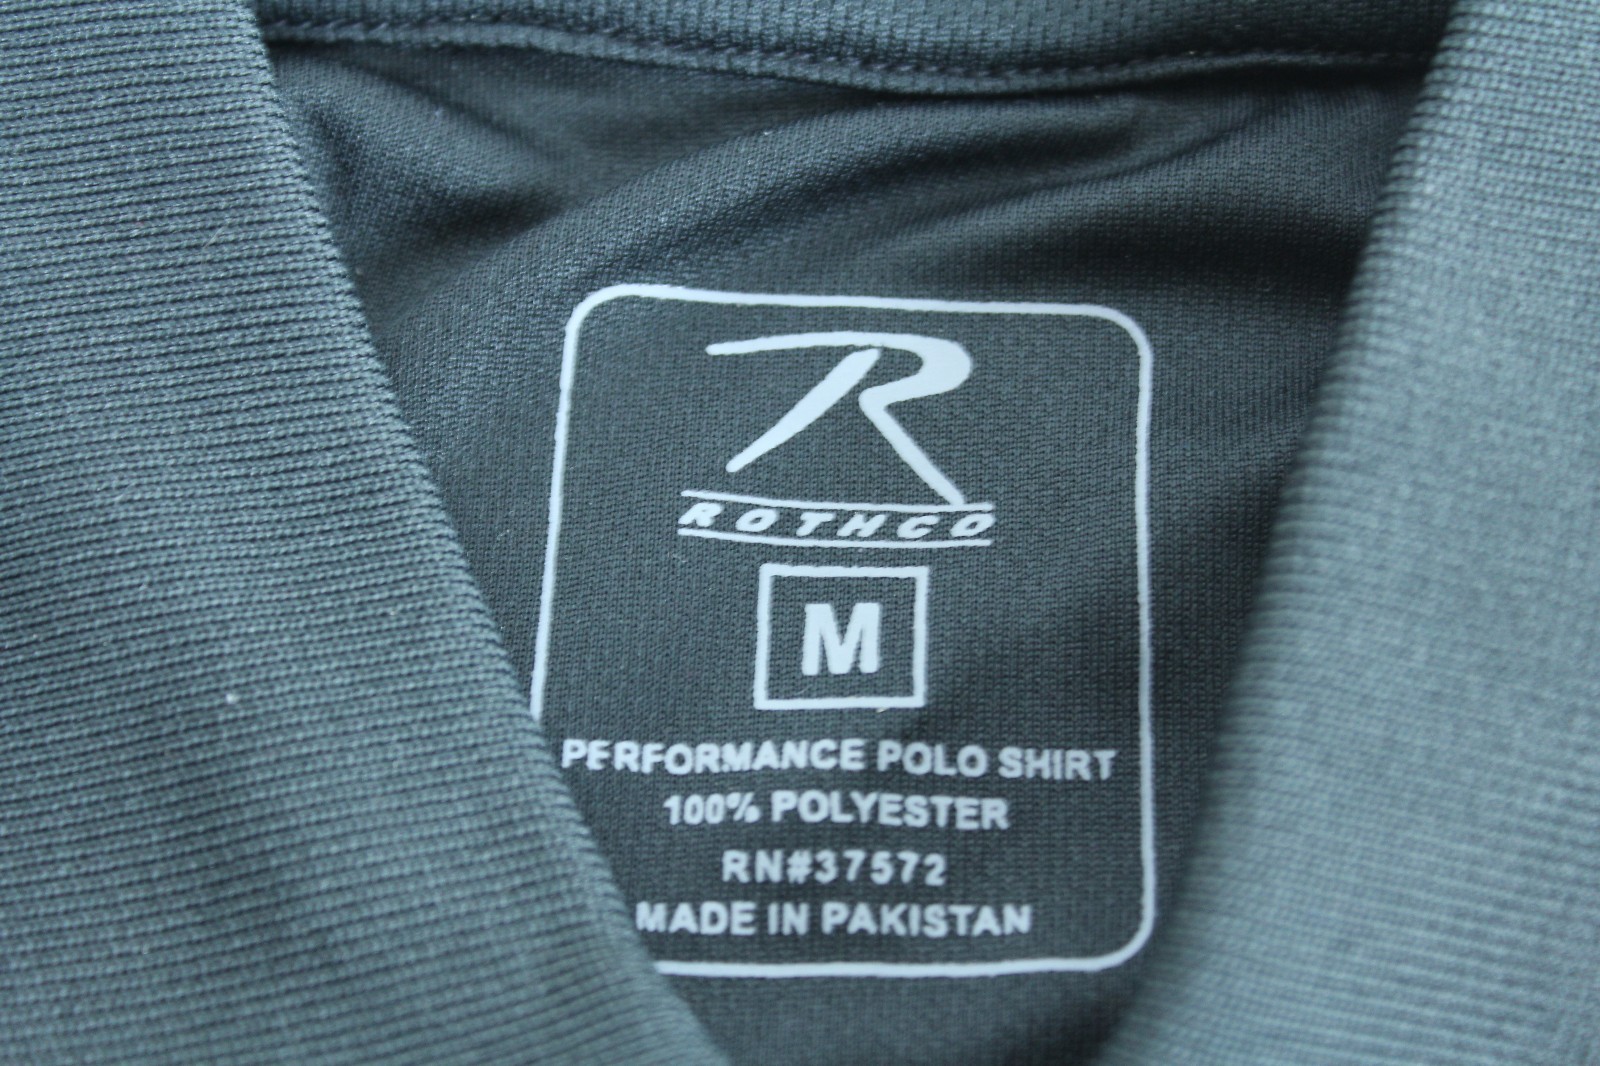 R
ROTHCO
M
PERFORMANCE POLO SHIRT
100% POLYESTER
RN#37572
MADE IN PAKISTAN